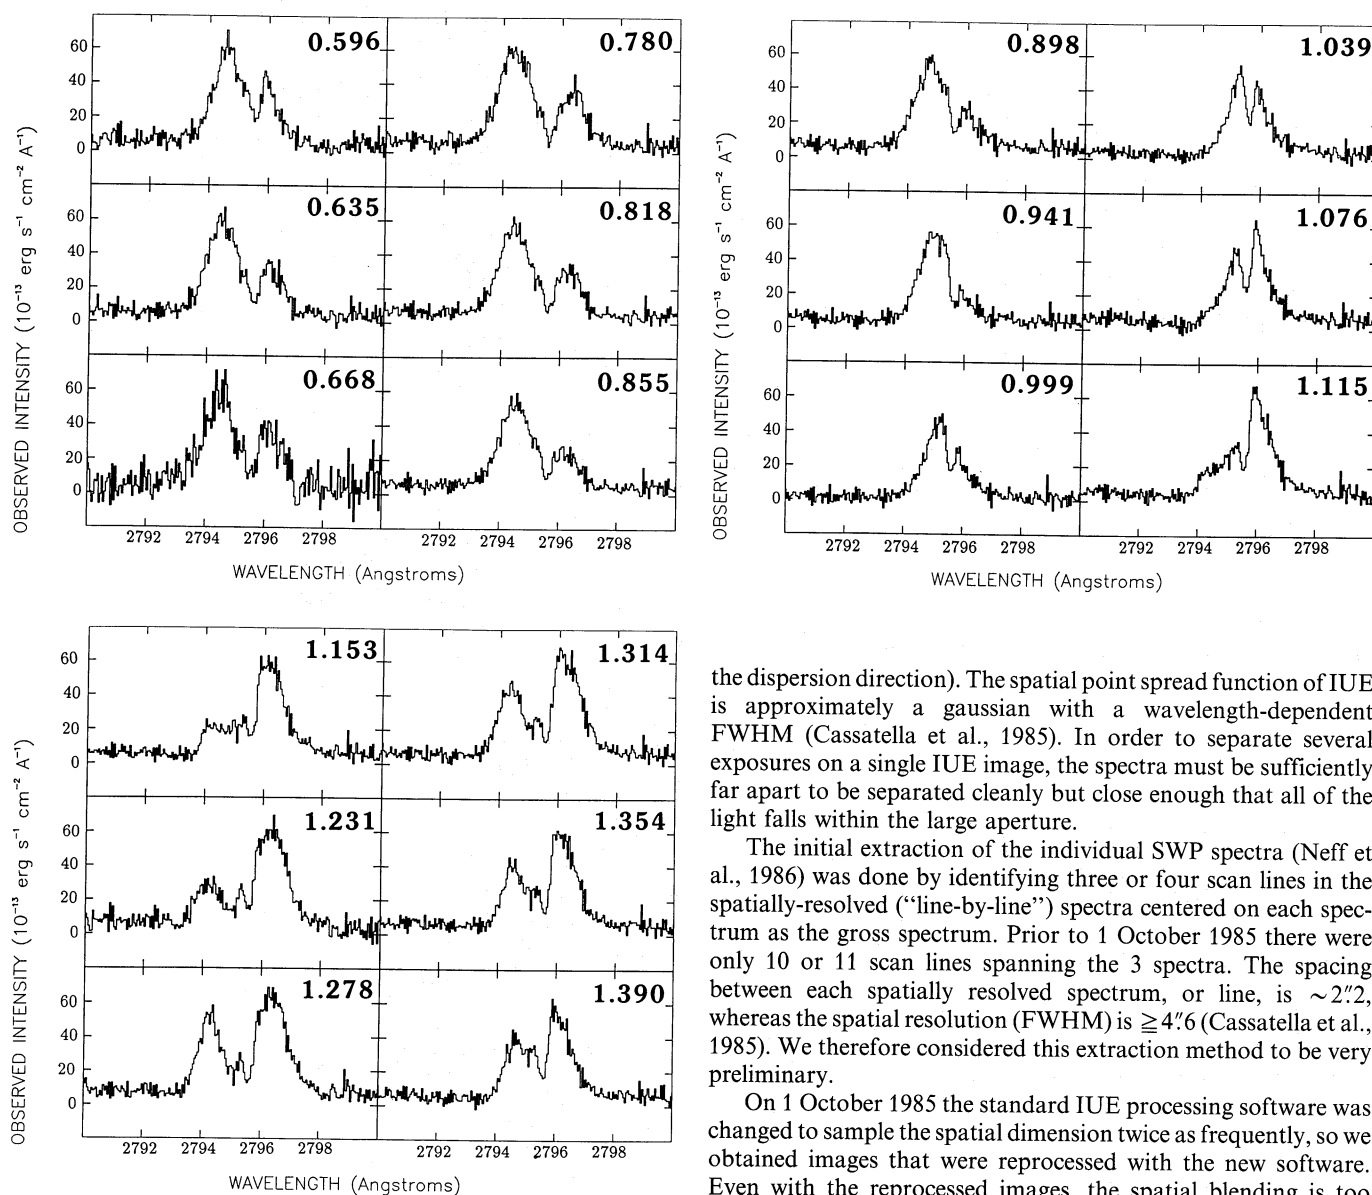 0.596 0.780
60
40
20
0
0.635 0.818
60
40
20
0
0.668 0.855
60
40
20
0
OBSERVED INTENSITY (10⁻¹³ erg s⁻¹ cm⁻² A⁻¹)
2792 2794 2796 2798 2792 2794 2796 2798
WAVELENGTH (Angstroms)
0.898 1.039
60
40
20
0
0.941 1.076
60
40
20
0
0.999 1.115
60
40
20
0
OBSERVED INTENSITY (10⁻¹³ erg s⁻¹ cm⁻² A⁻¹)
2792 2794 2796 2798 2792 2794 2796 2798
WAVELENGTH (Angstroms)
1.153 1.314
60
40
20
0
1.231 1.354
60
40
20
0
1.278 1.390
60
40
20
0
OBSERVED INTENSITY (10⁻¹³ erg s⁻¹ cm⁻² A⁻¹)
2792 2794 2796 2798 2792 2794 2796 2798
WAVELENGTH (Angstroms)
the dispersion direction). The spatial point spread function of IUE
is approximately a gaussian with a wavelength-dependent
FWHM (Cassatella et al., 1985). In order to separate several
exposures on a single IUE image, the spectra must be sufficiently
far apart to be separated cleanly but close enough that all of the
light falls within the large aperture.
The initial extraction of the individual SWP spectra (Neff et
al., 1986) was done by identifying three or four scan lines in the
spatially-resolved (“line-by-line”) spectra centered on each spec-
trum as the gross spectrum. Prior to 1 October 1985 there were
only 10 or 11 scan lines spanning the 3 spectra. The spacing
between each spatially resolved spectrum, or line, is ~2″.2,
whereas the spatial resolution (FWHM) is ≧4″.6 (Cassatella et al.,
1985). We therefore considered this extraction method to be very
preliminary.
On 1 October 1985 the standard IUE processing software was
changed to sample the spatial dimension twice as frequently, so we
obtained images that were reprocessed with the new software.
Even with the reprocessed images, the spatial blending is too